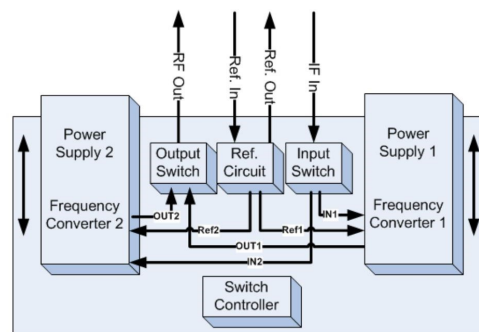 RF Out
Ref. In
Ref. Out
IF In
Power
Supply 2
Frequency
Converter 2
Output
Switch
Ref.
Circuit
Input
Switch
Power
Supply 1
Frequency
Converter 1
OUT2
IN1
Ref2
Ref1
OUT1
IN2
Switch
Controller